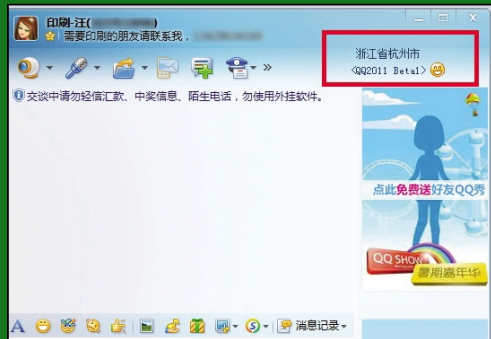 印刷-汪(
需要印刷的朋友请联系我,
浙江省杭州市
<QQ2011 Beta1>
交谈中请勿轻信汇款、中奖信息、陌生电话,勿使用外挂软件。
点此免费送好友QQ秀
QQ SHOW
暑期嘉年华
消息记录